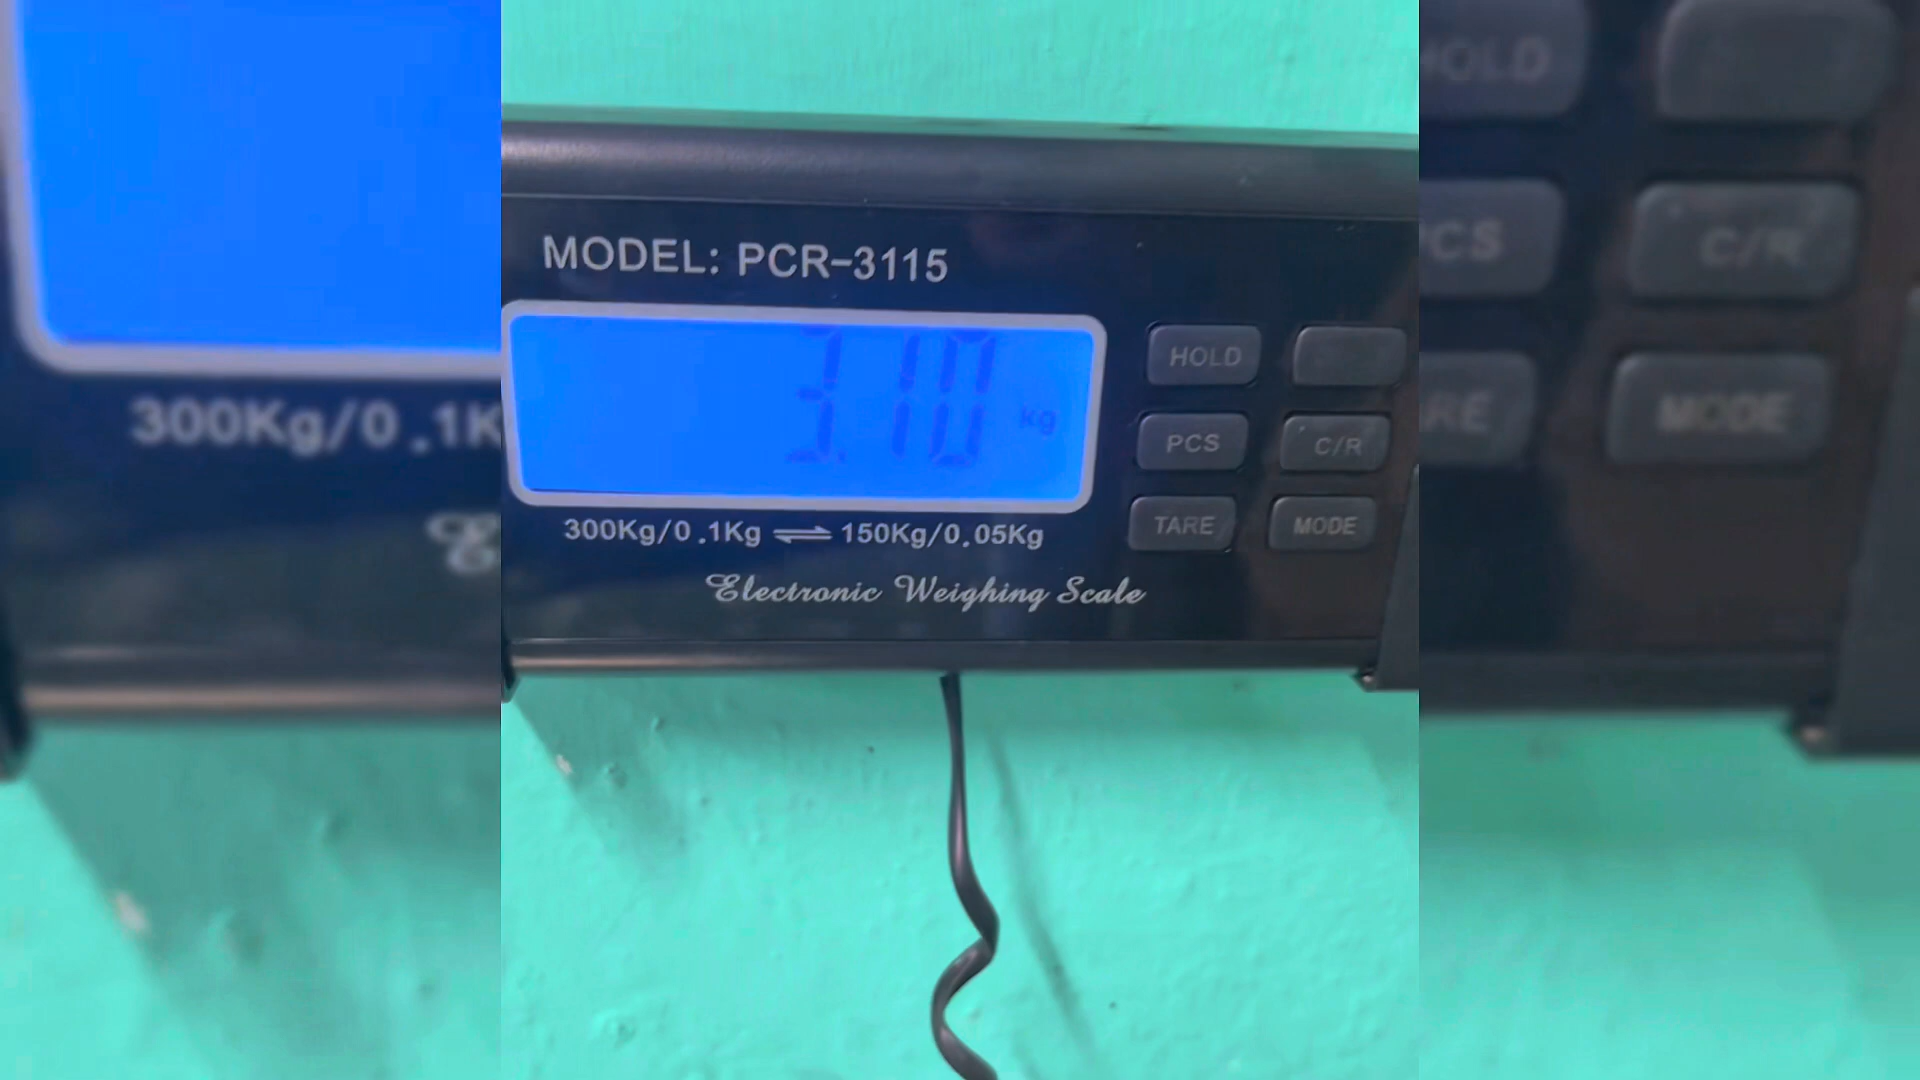 MODEL: PCR-3115
3.10 kg
HOLD
PCS C/R
TARE MODE
300Kg/0.1Kg ⇌ 150Kg/0.05Kg
Electronic Weighing Scale